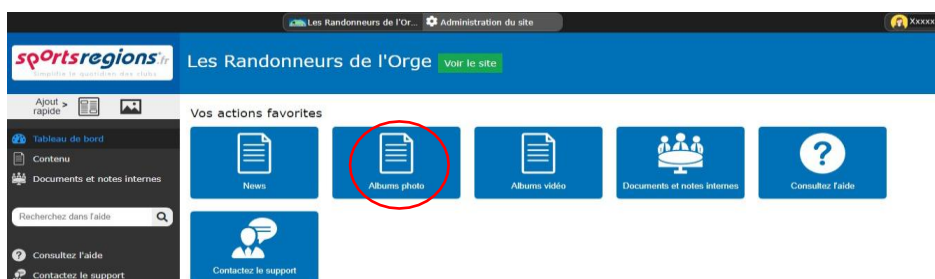 Les Randonneurs de l'Or... Administration du site
Xxxxx
sportsregions.fr
Simplifie le quotidien des clubs
Les Randonneurs de l'Orge Voir le site
Ajout >
rapide
Vos actions favorites
Tableau de bord
Contenu
Documents et notes internes
News
Albums photo
Albums vidéo
Documents et notes internes
Consultez l'aide
Recherchez dans l'aide
Consultez l'aide
Contactez le support
Contactez le support